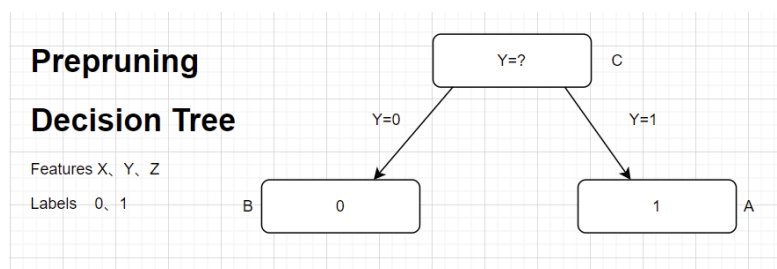 Prepruning
Decision Tree
Features X、Y、Z
Labels 0、1
Y=?
C
Y=0
Y=1
B
0
1
A